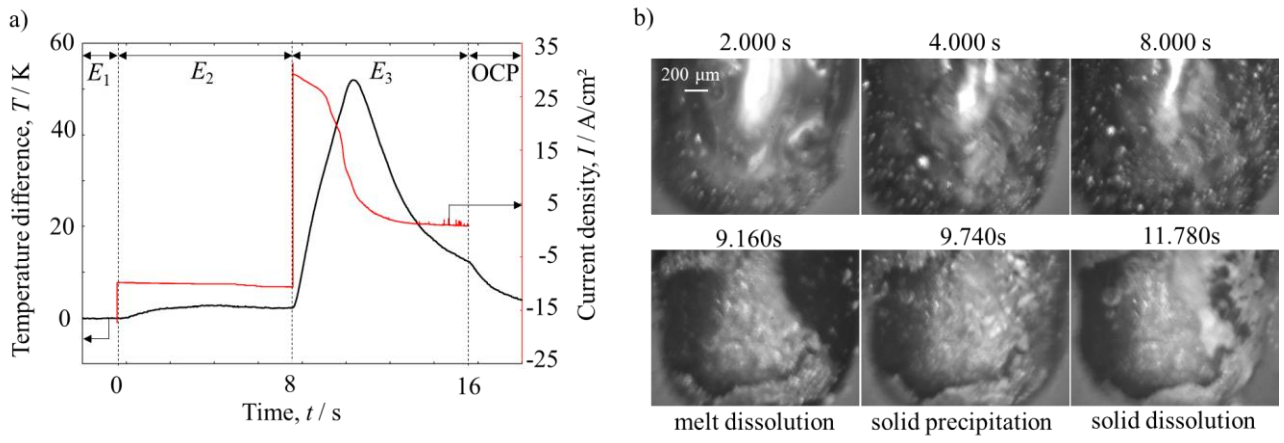 a)
60
40
20
0
Temperature difference, T / K
E₁
E₂
E₃
OCP
35
25
15
5
-5
-15
-25
Current density, I / A/cm²
0
8
16
Time, t / s
b)
2.000 s
4.000 s
8.000 s
200 µm
9.160s
9.740s
11.780s
melt dissolution
solid precipitation
solid dissolution